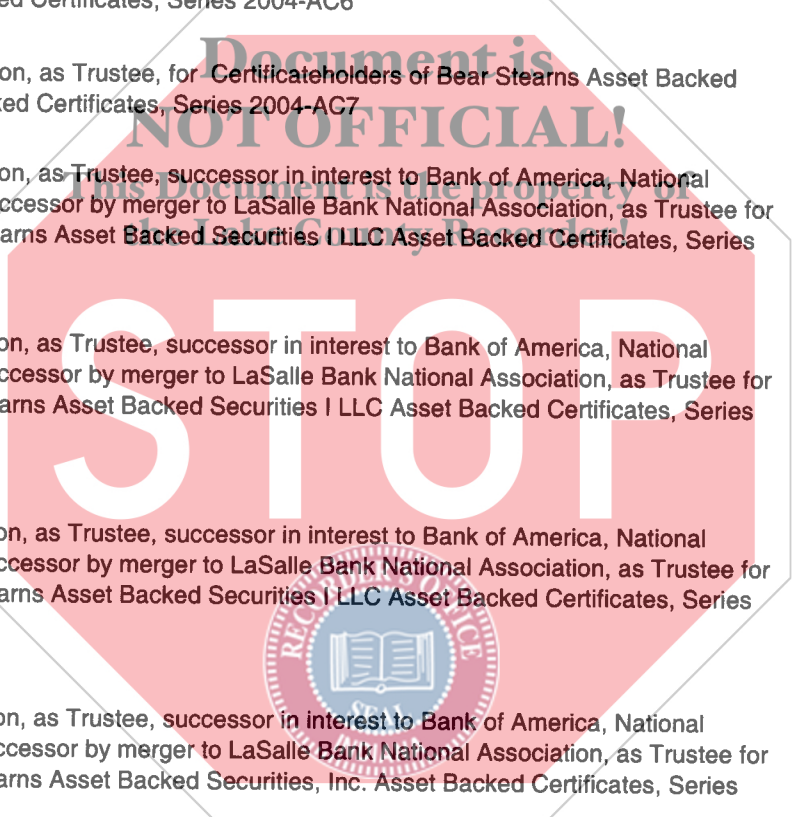 ed Certificates, Series 2004-AC6
on, as Trustee, for Certificateholders of Bear Stearns Asset Backed
ked Certificates, Series 2004-AC7
on, as Trustee, successor in interest to Bank of America, National
ccessor by merger to LaSalle Bank National Association, as Trustee for
arns Asset Backed Securities I LLC Asset Backed Certificates, Series
on, as Trustee, successor in interest to Bank of America, National
ccessor by merger to LaSalle Bank National Association, as Trustee for
arns Asset Backed Securities I LLC Asset Backed Certificates, Series
on, as Trustee, successor in interest to Bank of America, National
ccessor by merger to LaSalle Bank National Association, as Trustee for
arns Asset Backed Securities I LLC Asset Backed Certificates, Series
on, as Trustee, successor in interest to Bank of America, National
ccessor by merger to LaSalle Bank National Association, as Trustee for
arns Asset Backed Securities, Inc. Asset Backed Certificates, Series
Document is
NOT OFFICIAL!
This Document is the property of
the Lake County Recorder!
STOP
RECORDER'S OFFICE
SEAL